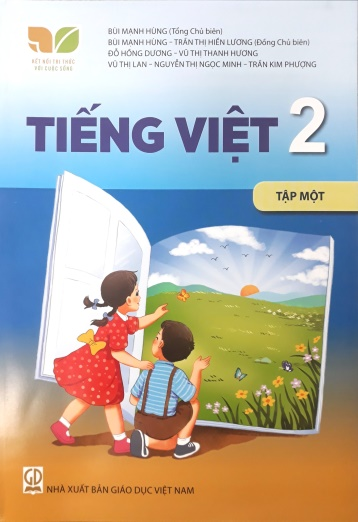 BÙI MẠNH HÙNG (Tổng Chủ biên)
BÙI MẠNH HÙNG – TRẦN THỊ HIỀN LƯƠNG (Đồng Chủ biên)
ĐỖ HỒNG DƯƠNG – VŨ THỊ THANH HƯƠNG
VŨ THỊ LAN – NGUYỄN THỊ NGỌC MINH – TRẦN KIM PHƯỢNG
KẾT NỐI TRI THỨC
VỚI CUỘC SỐNG
TIẾNG VIỆT 2
TẬP MỘT
GD
NHÀ XUẤT BẢN GIÁO DỤC VIỆT NAM